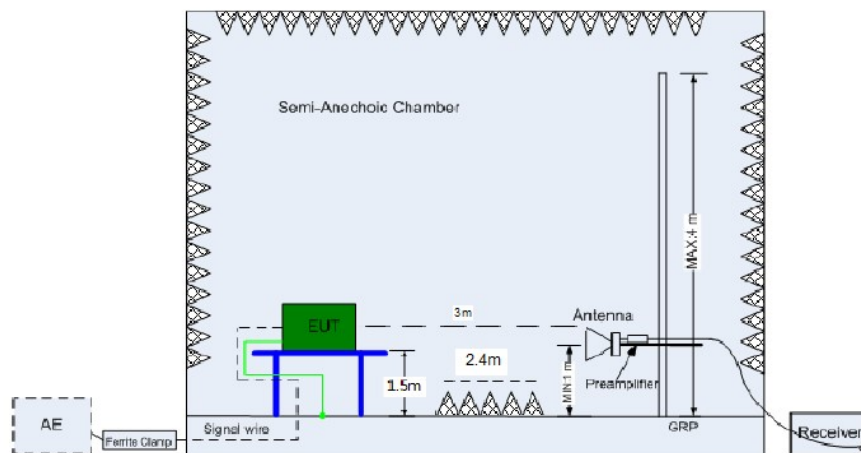 Semi-Anechoic Chamber
MAX:4 m
3m
Antenna
EUT
2.4m
1.5m
MIN:1 m
Preamplifier
AE
Ferrite Clamp
Signal wire
GRP
Receiver